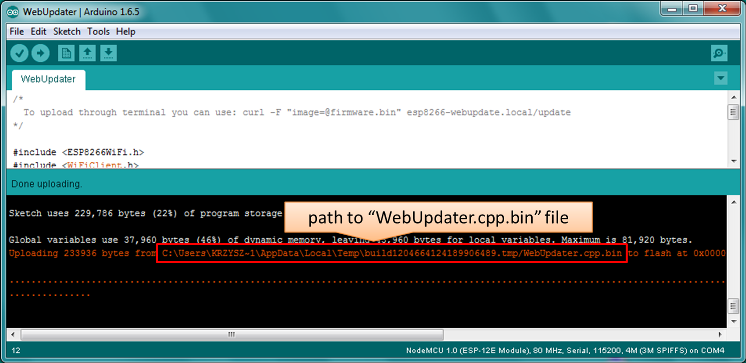 WebUpdater | Arduino 1.6.5
File Edit Sketch Tools Help
WebUpdater
/*
To upload through terminal you can use: curl -F "image=@firmware.bin" esp8266-webupdate.local/update
*/
#include <ESP8266WiFi.h>
#include <WiFiClient.h>
Done uploading.
Sketch uses 229,786 bytes (22%) of program storage
path to “WebUpdater.cpp.bin” file
Global variables use 37,960 bytes (46%) of dynamic memory, leaving 43,960 bytes for local variables. Maximum is 81,920 bytes.
Uploading 233936 bytes from C:\Users\KRZYSZ~1\AppData\Local\Temp\build1204664124189906489.tmp/WebUpdater.cpp.bin to flash at 0x0000
12
NodeMCU 1.0 (ESP-12E Module), 80 MHz, Serial, 115200, 4M (3M SPIFFS) on COM4